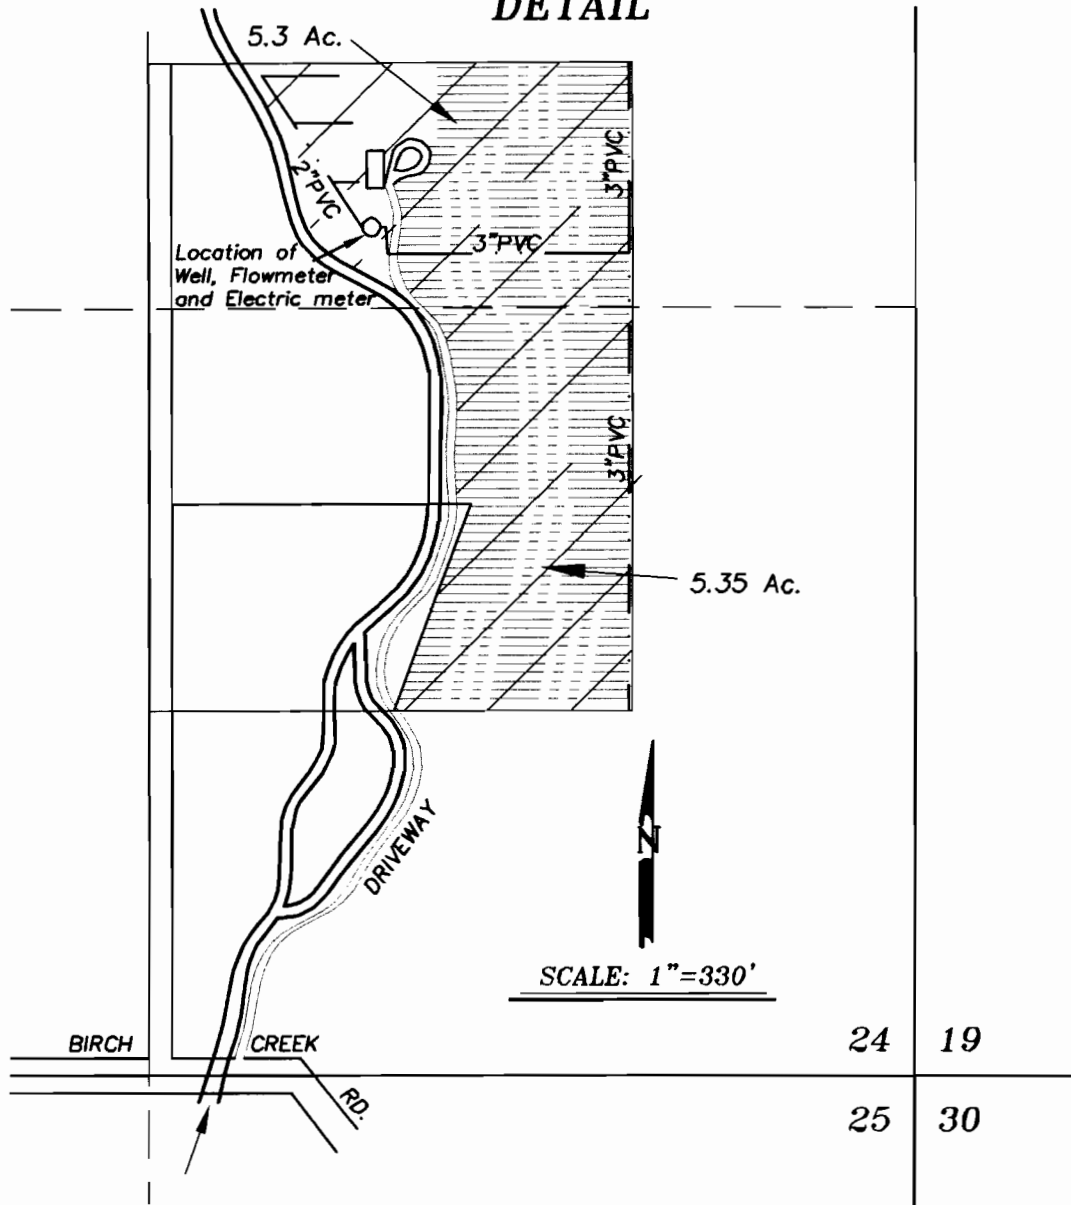 DETAIL
5.3 Ac.
3"PVC
2"PVC
3"PVC
Location of
Well, Flowmeter
and Electric meter
3"PVC
5.35 Ac.
DRIVEWAY
N
SCALE: 1"=330'
BIRCH CREEK
RD.
24 19
25 30